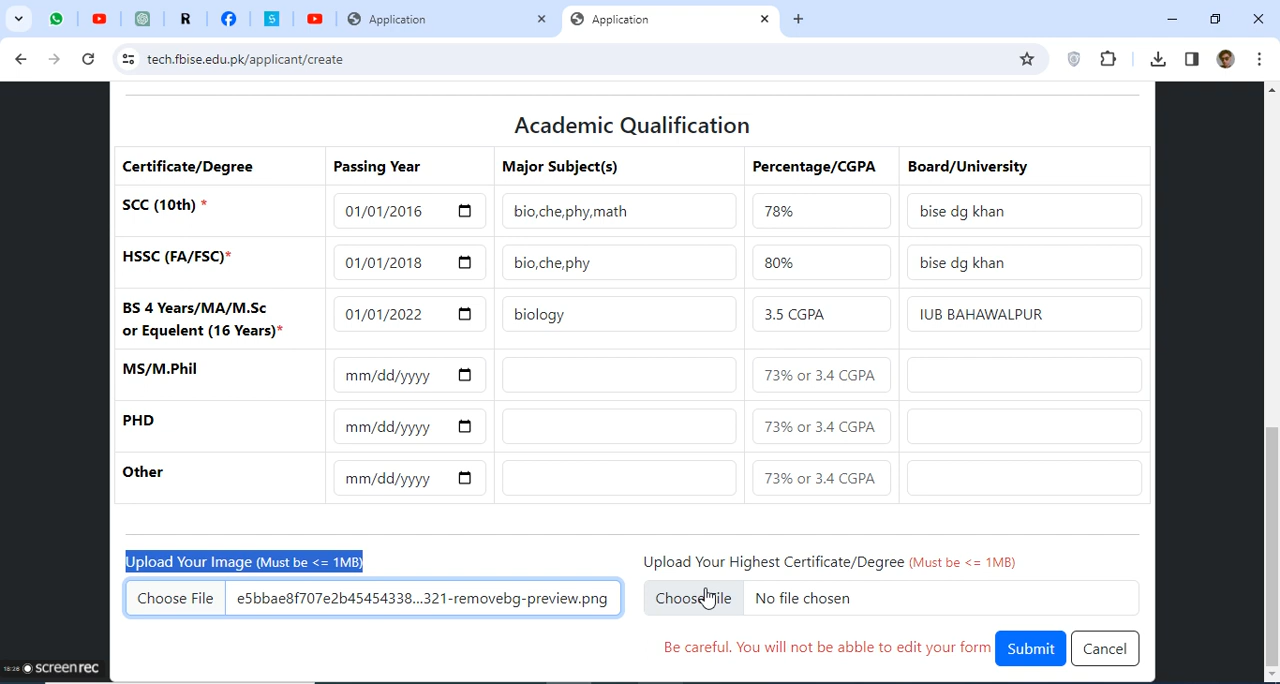 Application
Application
tech.fbise.edu.pk/applicant/create
Academic Qualification
Certificate/Degree Passing Year Major Subject(s) Percentage/CGPA Board/University
SCC (10th) * 01/01/2016 bio,che,phy,math 78% bise dg khan
HSSC (FA/FSC)* 01/01/2018 bio,che,phy 80% bise dg khan
BS 4 Years/MA/M.Sc
or Equelent (16 Years)* 01/01/2022 biology 3.5 CGPA IUB BAHAWALPUR
MS/M.Phil mm/dd/yyyy 73% or 3.4 CGPA
PHD mm/dd/yyyy 73% or 3.4 CGPA
Other mm/dd/yyyy 73% or 3.4 CGPA
Upload Your Image (Must be <= 1MB) Upload Your Highest Certificate/Degree (Must be <= 1MB)
Choose File e5bbae8f707e2b45454338...321-removebg-preview.png Choose File No file chosen
Be careful. You will not be abble to edit your form Submit Cancel
18:28 screenrec